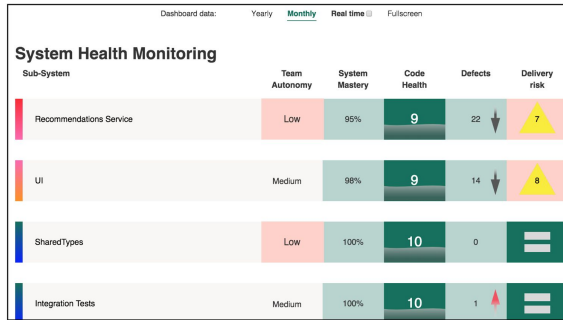 Dashboard data: Yearly Monthly Real time Fullscreen
System Health Monitoring
Sub-System Team Autonomy System Mastery Code Health Defects Delivery risk
Recommendations Service Low 95% 9 22 7
UI Medium 98% 9 14 8
SharedTypes Low 100% 10 0
Integration Tests Medium 100% 10 1